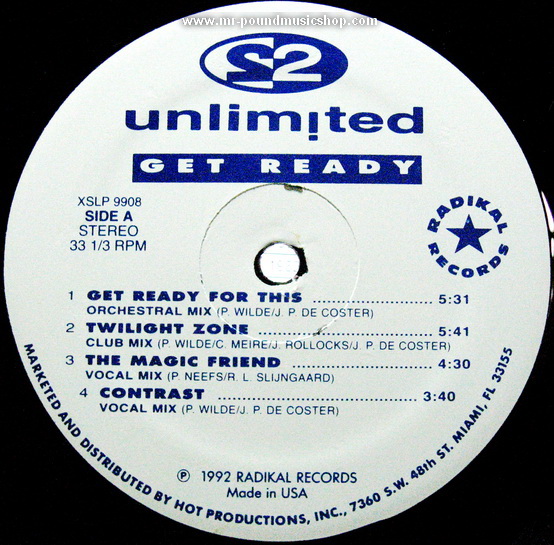 www.mr-poundmusicshop.com
22
unlim!ted
GET READY
XSLP 9908
SIDE A
STEREO
33 1/3 RPM
RADIKAL
RECORDS
1 GET READY FOR THIS ........................ 5:31
ORCHESTRAL MIX (P. WILDE/J. P. DE COSTER)
2 TWILIGHT ZONE ................................... 5:41
CLUB MIX (P. WILDE/C. MEIRE/J. ROLLOCKS/J. P. DE COSTER)
3 THE MAGIC FRIEND ........................... 4:30
VOCAL MIX (P. NEEFS/R. L. SLIJNGAARD)
4 CONTRAST ........................................ 3:40
VOCAL MIX (P. WILDE/J. P. DE COSTER)
℗ 1992 RADIKAL RECORDS
Made in USA
MARKETED AND DISTRIBUTED BY HOT PRODUCTIONS, INC., 7360 S.W. 48th ST. MIAMI, FL 33155